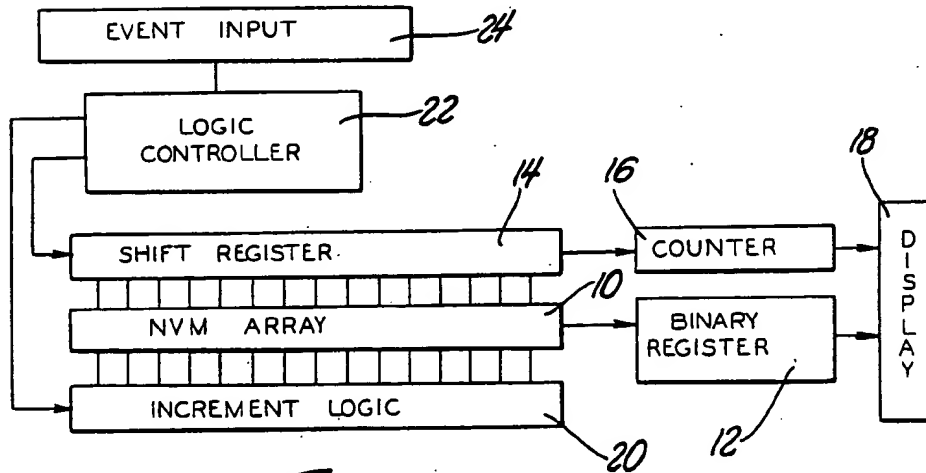 EVENT INPUT
24
LOGIC
CONTROLLER
22
14
16
18
SHIFT REGISTER
COUNTER
10
NVM ARRAY
BINARY
REGISTER
DISPLAY
INCREMENT LOGIC
20
12